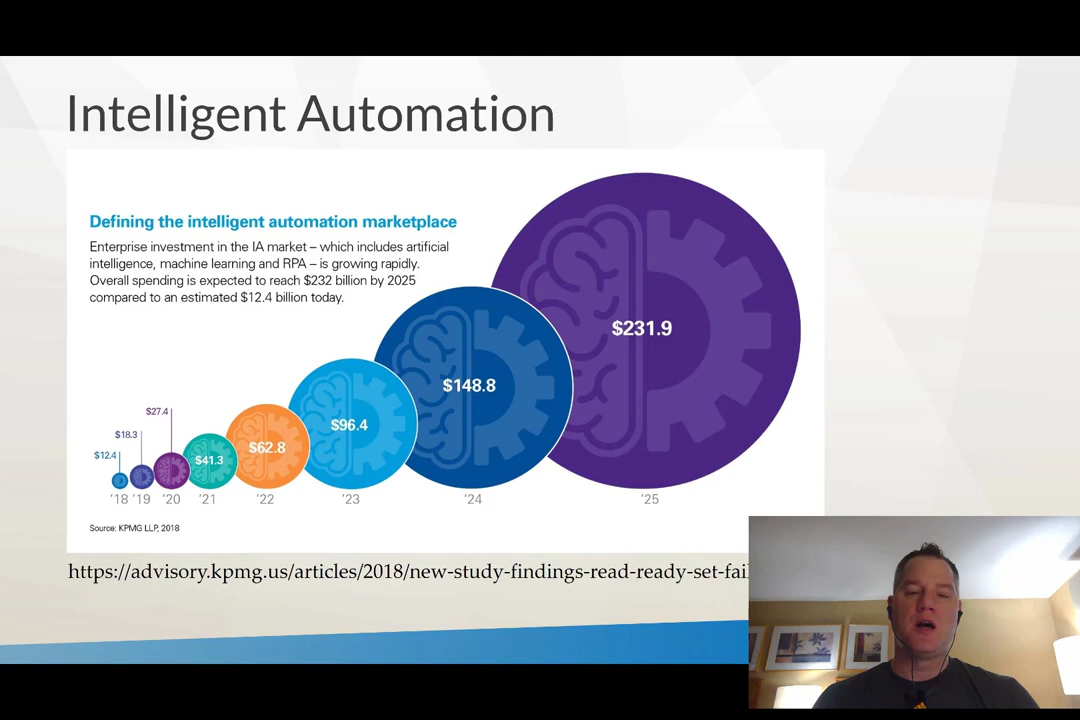 Intelligent Automation
Defining the intelligent automation marketplace
Enterprise investment in the IA market – which includes artificial
intelligence, machine learning and RPA – is growing rapidly.
Overall spending is expected to reach $232 billion by 2025
compared to an estimated $12.4 billion today.
$231.9
$148.8
$96.4
$62.8
$41.3
$27.4
$18.3
$12.4
'18 '19 '20 '21 '22 '23 '24 '25
Source: KPMG LLP, 2018
https://advisory.kpmg.us/articles/2018/new-study-findings-read-ready-set-fail